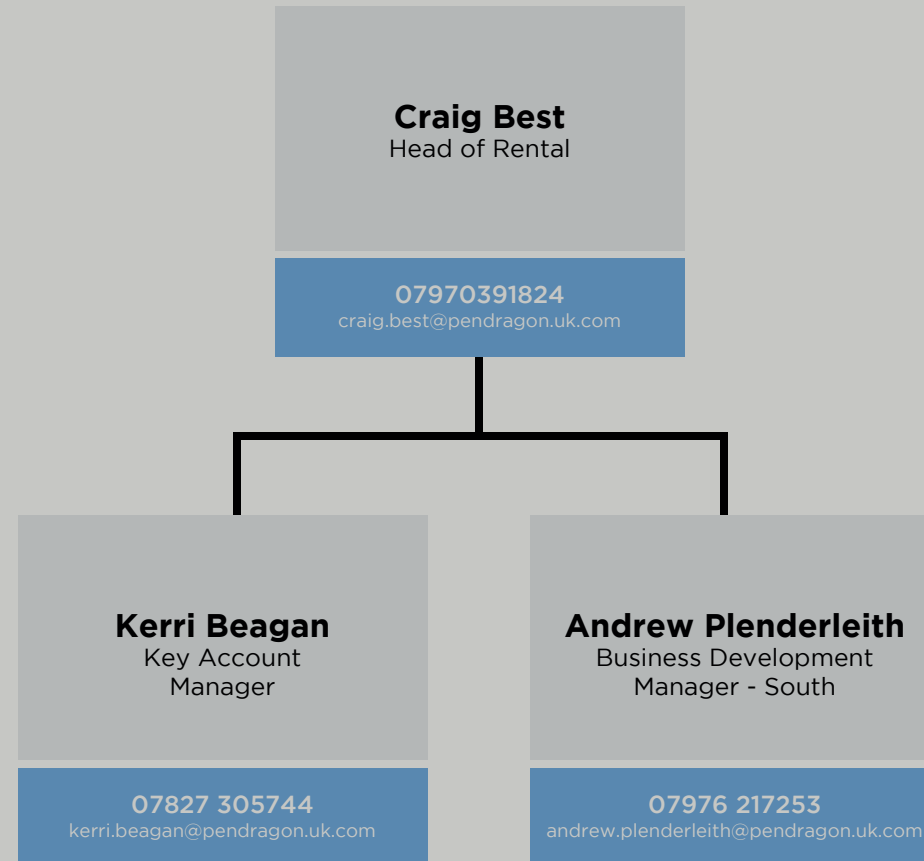 Craig Best
Head of Rental
07970391824
craig.best@pendragon.uk.com
Kerri Beagan
Key Account
Manager
07827 305744
kerri.beagan@pendragon.uk.com
Andrew Plenderleith
Business Development
Manager - South
07976 217253
andrew.plenderleith@pendragon.uk.com